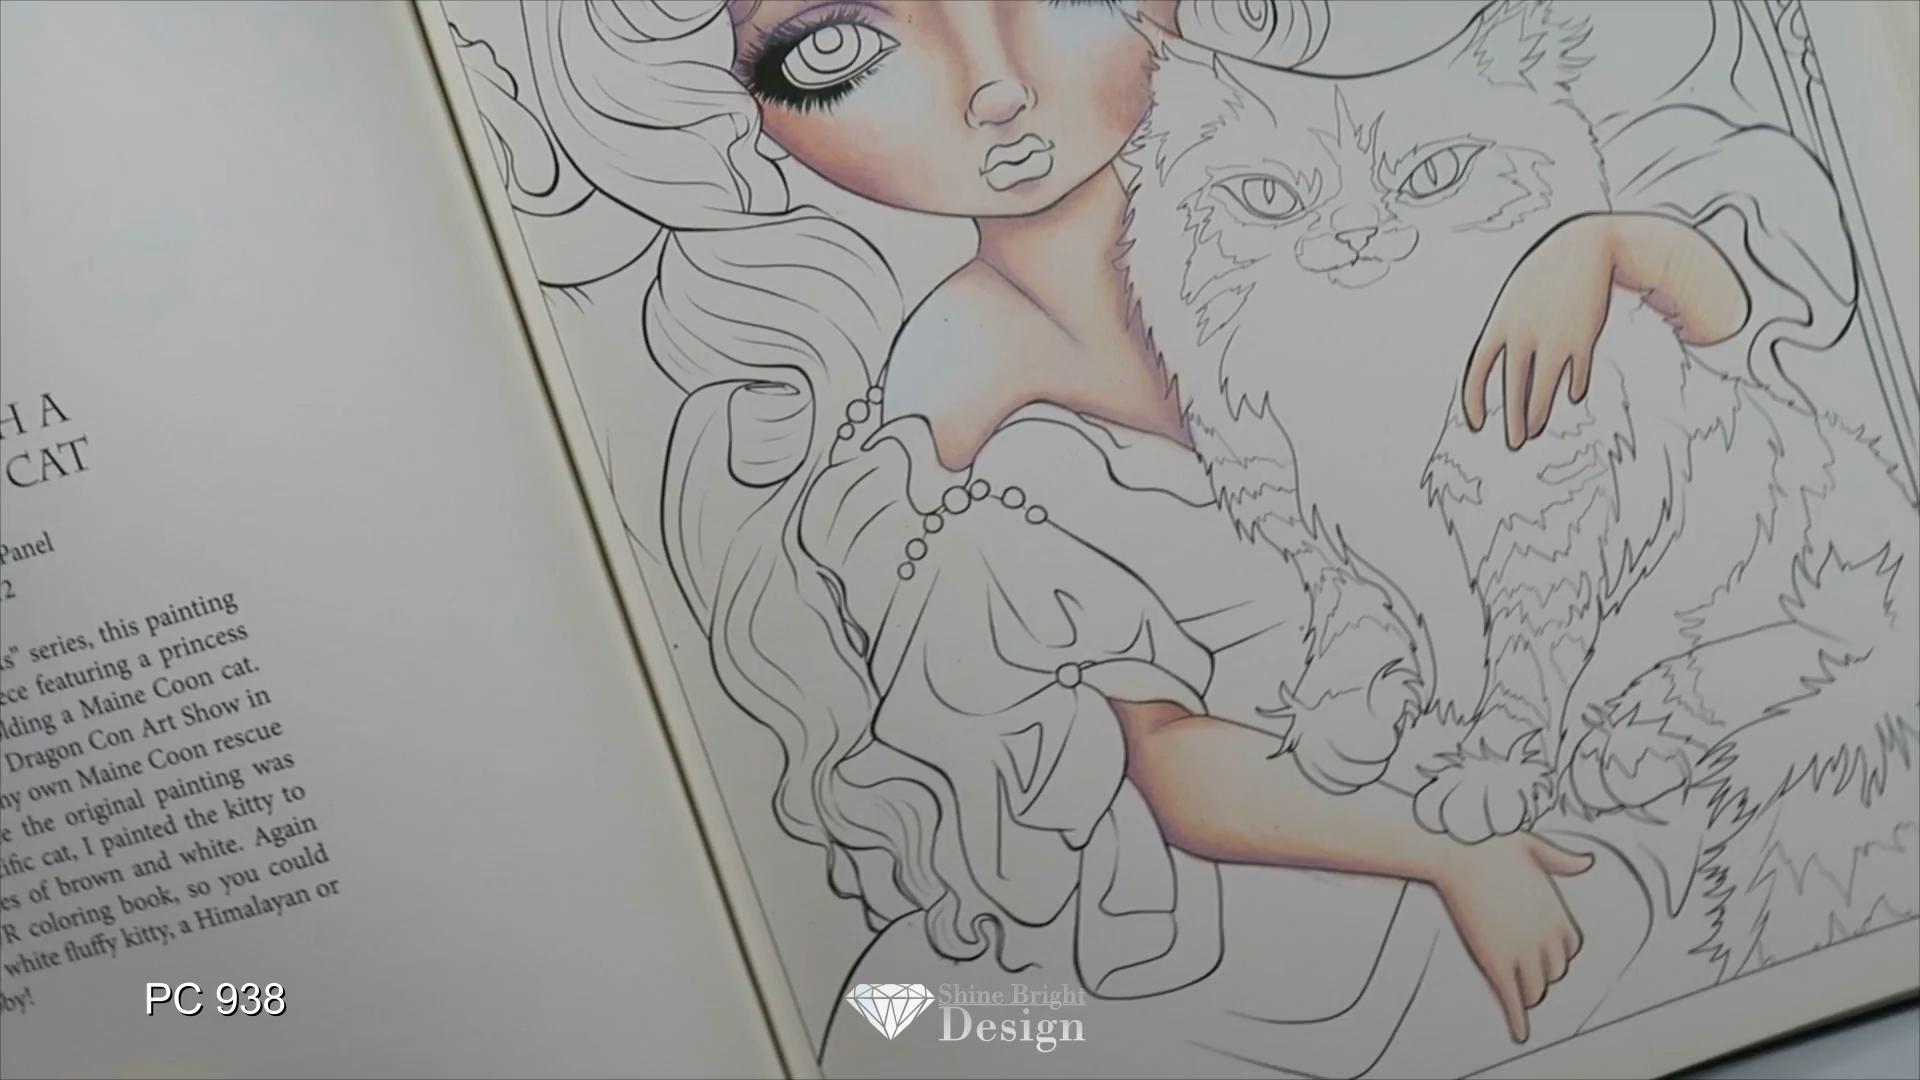 H A
CAT
Panel
2
s" series, this painting
ece featuring a princess
lding a Maine Coon cat.
Dragon Con Art Show in
my own Maine Coon rescue
e the original painting was
ific cat, I painted the kitty to
es of brown and white. Again
R coloring book, so you could
white fluffy kitty, a Himalayan or
by!
PC 938
Shine Bright
Design